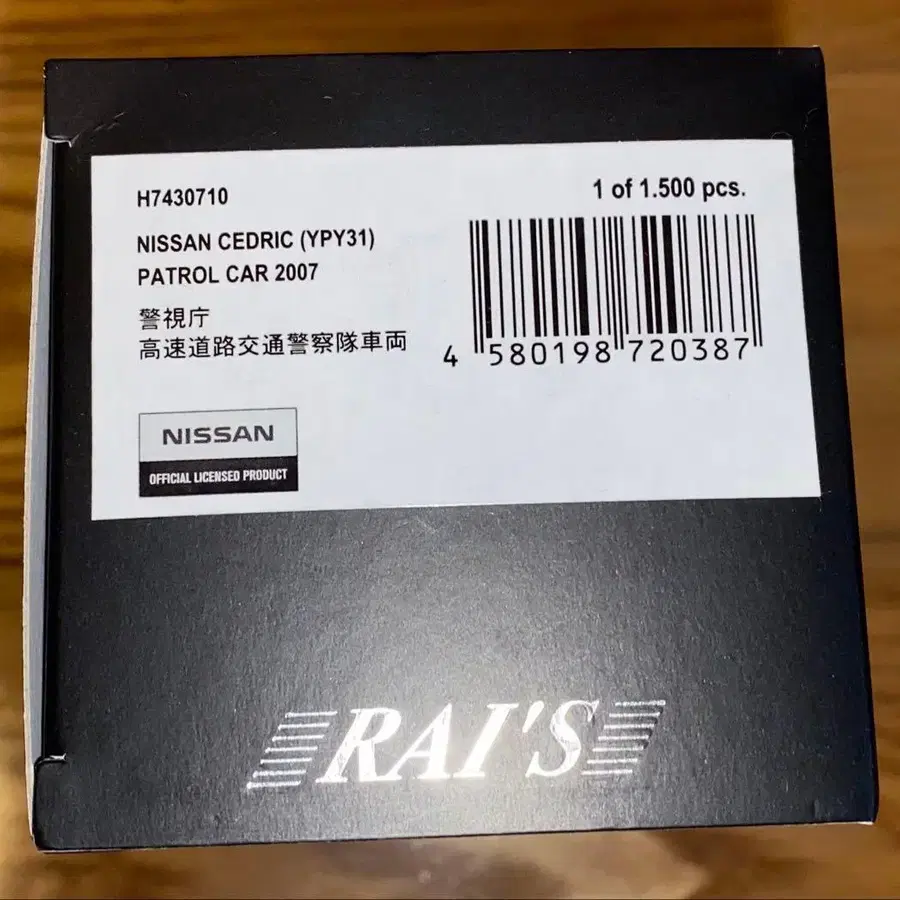 H7430710
1 of 1.500 pcs.
NISSAN CEDRIC (YPY31)
PATROL CAR 2007
警視庁
高速道路交通警察隊車両
4 580198 720387
NISSAN
OFFICIAL LICENSED PRODUCT
RAI'S